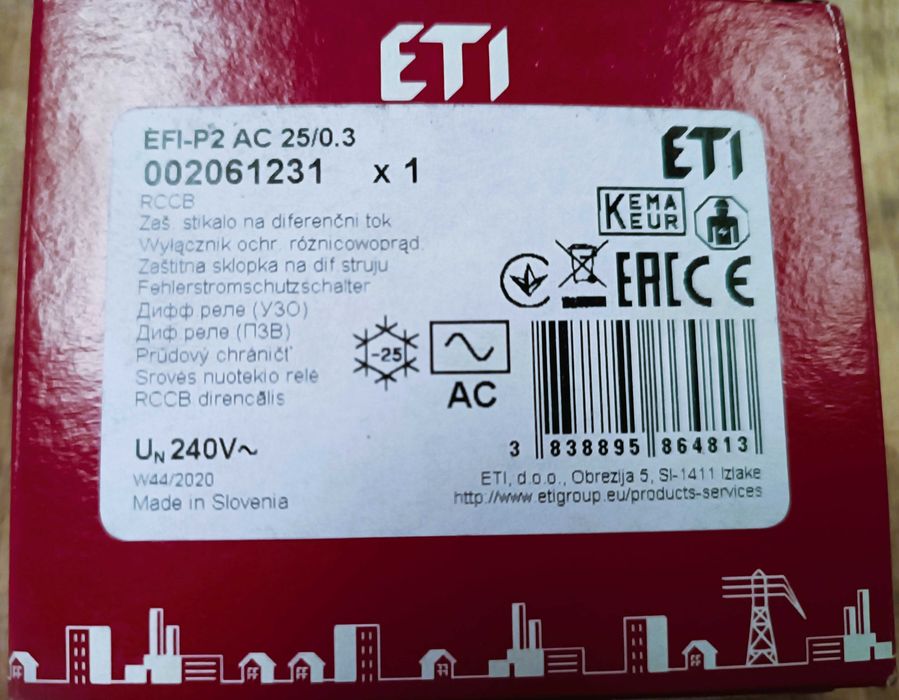 ETI
EFI-P2 AC 25/0.3
002061231 x 1
ETI
RCCB
Zaš. stikalo na diferenčni tok
Wyłącznik ochr. różnicowoprąd.
Zaštitna sklopka na dif struju
Fehlerstromschutzschalter
Дифф реле (УЗО)
Диф реле (ПЗВ)
Prúdový chránič
Srovės nuotekio relė
RCCB direncālis
KEMA
KEUR
EAC CE
-25
AC
UN 240V~
W44/2020
Made in Slovenia
3 838895 864813
ETI, d.o.o., Obrezija 5, SI-1411 Izlake
http://www.etigroup.eu/products-services